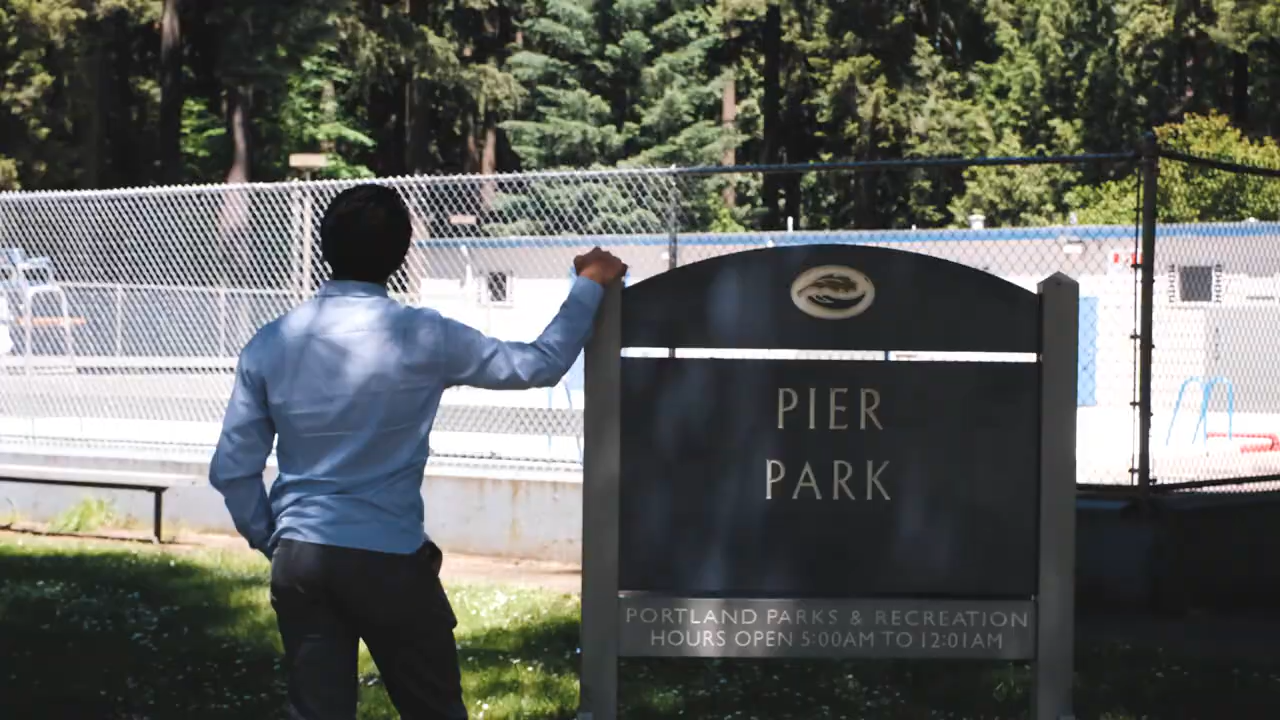 PIER
PARK
PORTLAND PARKS & RECREATION
HOURS OPEN 5:00AM TO 12:01AM